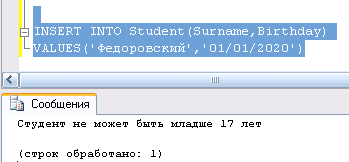 INSERT INTO Student(Surname,Birthday)
VALUES('Федоровский','01/01/2020')
Сообщения
Студент не может быть младше 17 лет
(строк обработано: 1)